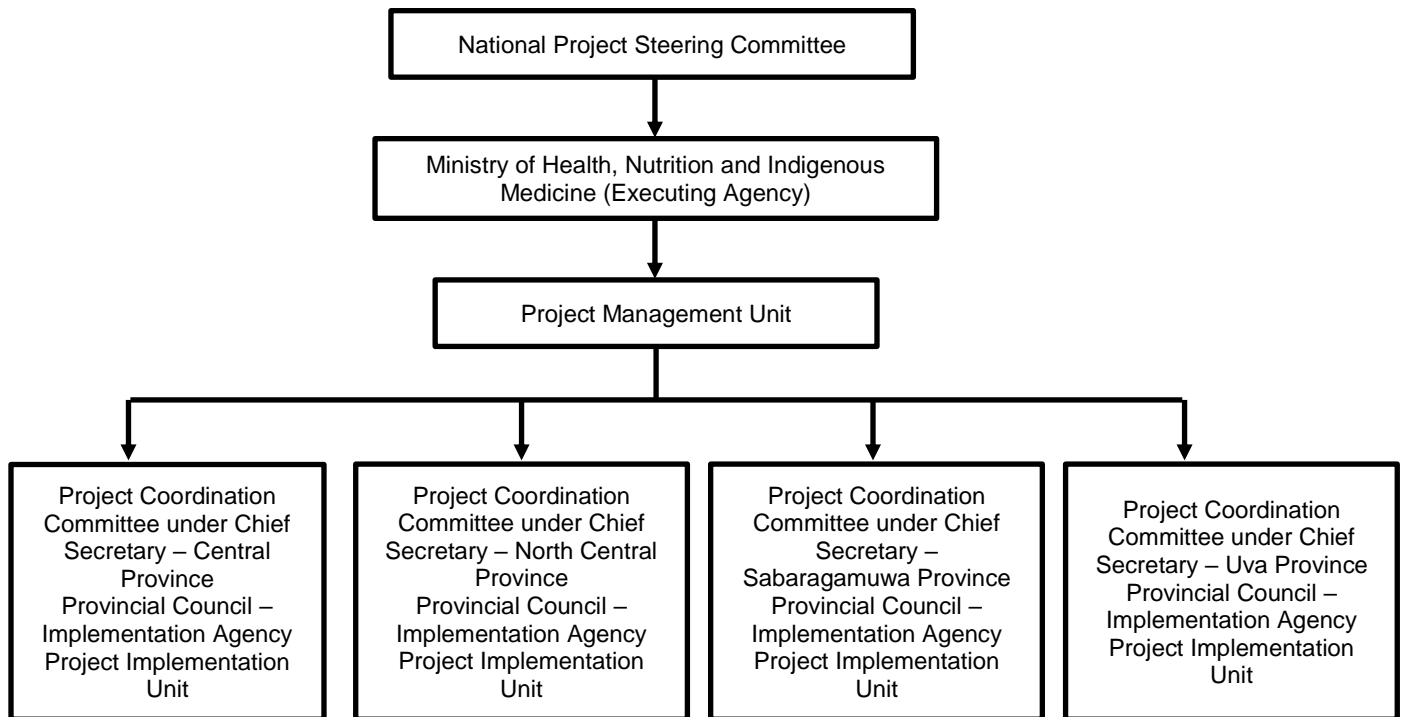 National Project Steering Committee
Ministry of Health, Nutrition and Indigenous
Medicine (Executing Agency)
Project Management Unit
Project Coordination
Committee under Chief
Secretary – Central
Province
Provincial Council –
Implementation Agency
Project Implementation
Unit
Project Coordination
Committee under Chief
Secretary – North Central
Province
Provincial Council –
Implementation Agency
Project Implementation
Unit
Project Coordination
Committee under Chief
Secretary –
Sabaragamuwa Province
Provincial Council –
Implementation Agency
Project Implementation
Unit
Project Coordination
Committee under Chief
Secretary – Uva Province
Provincial Council –
Implementation Agency
Project Implementation
Unit